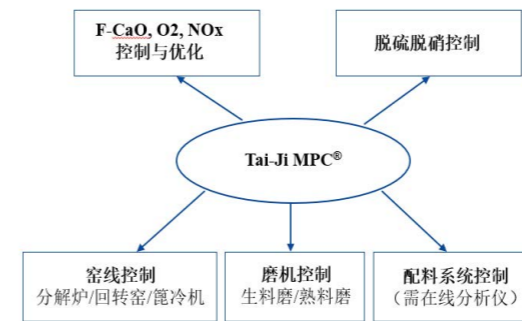 F-CaO, O2, NOx
控制与优化
脱硫脱硝控制
Tai-Ji MPC®
窑线控制
分解炉/回转窑/篦冷机
磨机控制
生料磨/熟料磨
配料系统控制
（需在线分析仪）